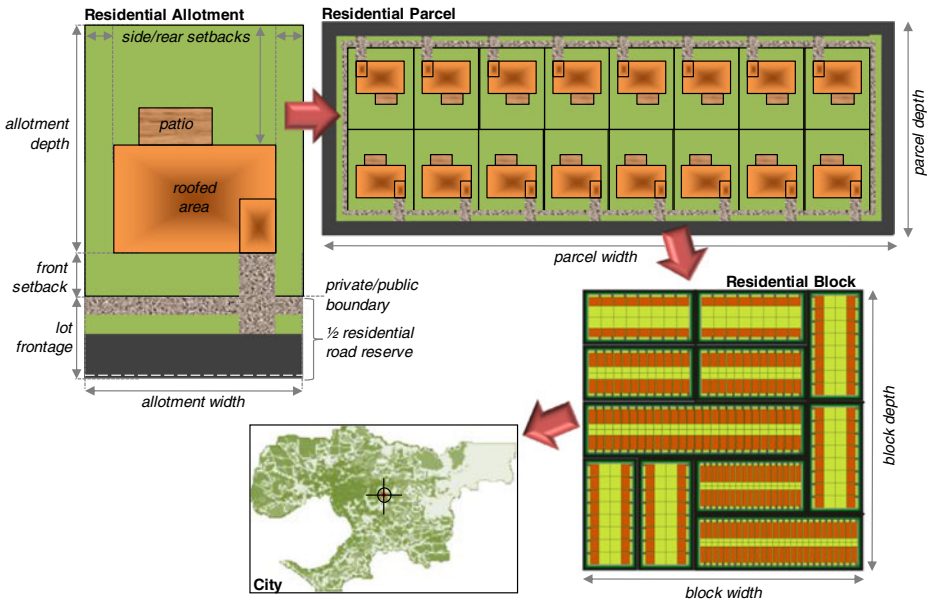 Residential Allotment
side/rear setbacks
allotment
depth
patio
roofed
area
front
setback
private/public
boundary
lot
frontage
½ residential
road reserve
allotment width
Residential Parcel
parcel depth
parcel width
Residential Block
block depth
block width
City